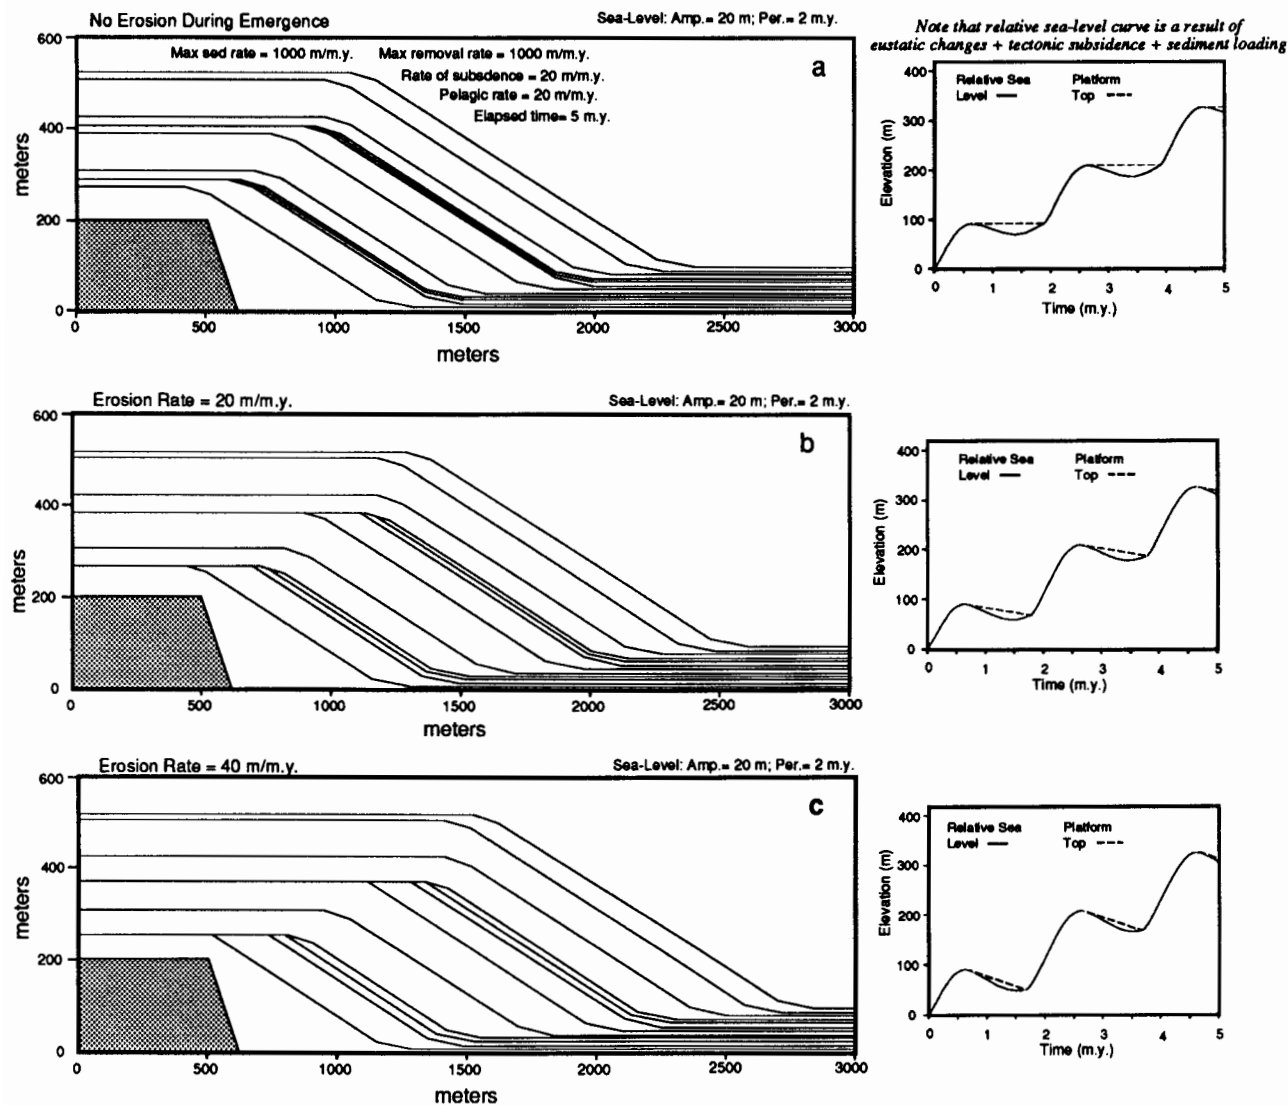 No Erosion During Emergence
Sea-Level: Amp.= 20 m; Per.= 2 m.y.
Note that relative sea-level curve is a result of
eustatic changes + tectonic subsidence + sediment loading
Max sed rate = 1000 m/m.y.
Max removal rate = 1000 m/m.y.
Rate of subsdence = 20 m/m.y.
Pelagic rate = 20 m/m.y.
Elapsed time= 5 m.y.
a
600
400
200
0
meters
0
500
1000
1500
2000
2500
3000
meters
Relative Sea
Level
Platform
Top
400
300
200
100
0
Elevation (m)
0
1
2
3
4
5
Time (m.y.)
Erosion Rate = 20 m/m.y.
Sea-Level: Amp.= 20 m; Per.= 2 m.y.
b
600
400
200
0
meters
0
500
1000
1500
2000
2500
3000
meters
Relative Sea
Level
Platform
Top
400
300
200
100
0
Elevation (m)
0
1
2
3
4
5
Time (m.y.)
Erosion Rate = 40 m/m.y.
Sea-Level: Amp.= 20 m; Per.= 2 m.y.
c
600
400
200
0
meters
0
500
1000
1500
2000
2500
3000
meters
Relative Sea
Level
Platform
Top
400
300
200
100
0
Elevation (m)
0
1
2
3
4
5
Time (m.y.)